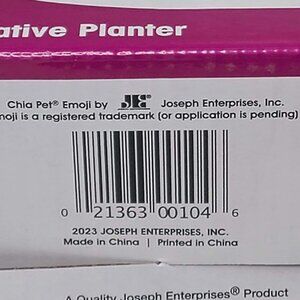 ative Planter
Chia Pet® Emoji by JEI Joseph Enterprises, Inc.
moji is a registered trademark [or application is pending]
0 21363 00104 6
2023 JOSEPH ENTERPRISES, INC.
Made in China | Printed in China
A Quality Joseph Enterprises® Product